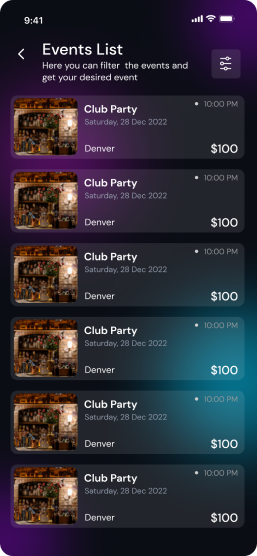 9:41
Events List
Here you can filter the events and
get your desired event
Club Party
10:00 PM
Saturday, 28 Dec 2022
Denver
$100
Club Party
10:00 PM
Saturday, 28 Dec 2022
Denver
$100
Club Party
10:00 PM
Saturday, 28 Dec 2022
Denver
$100
Club Party
10:00 PM
Saturday, 28 Dec 2022
Denver
$100
Club Party
10:00 PM
Saturday, 28 Dec 2022
Denver
$100
Club Party
10:00 PM
Saturday, 28 Dec 2022
Denver
$100